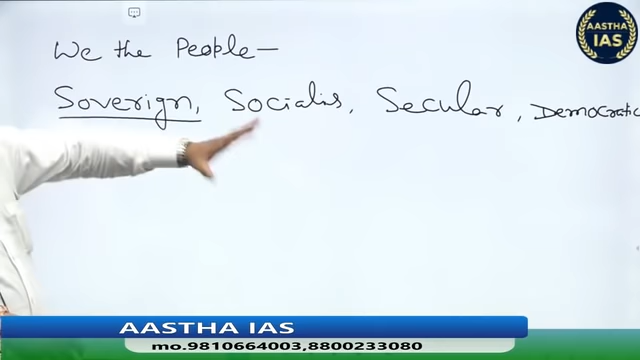 We the People—
Soverign, Socialis, Secular, Democratic
AASTHA
IAS
AASTHA IAS
mo.9810664003,8800233080